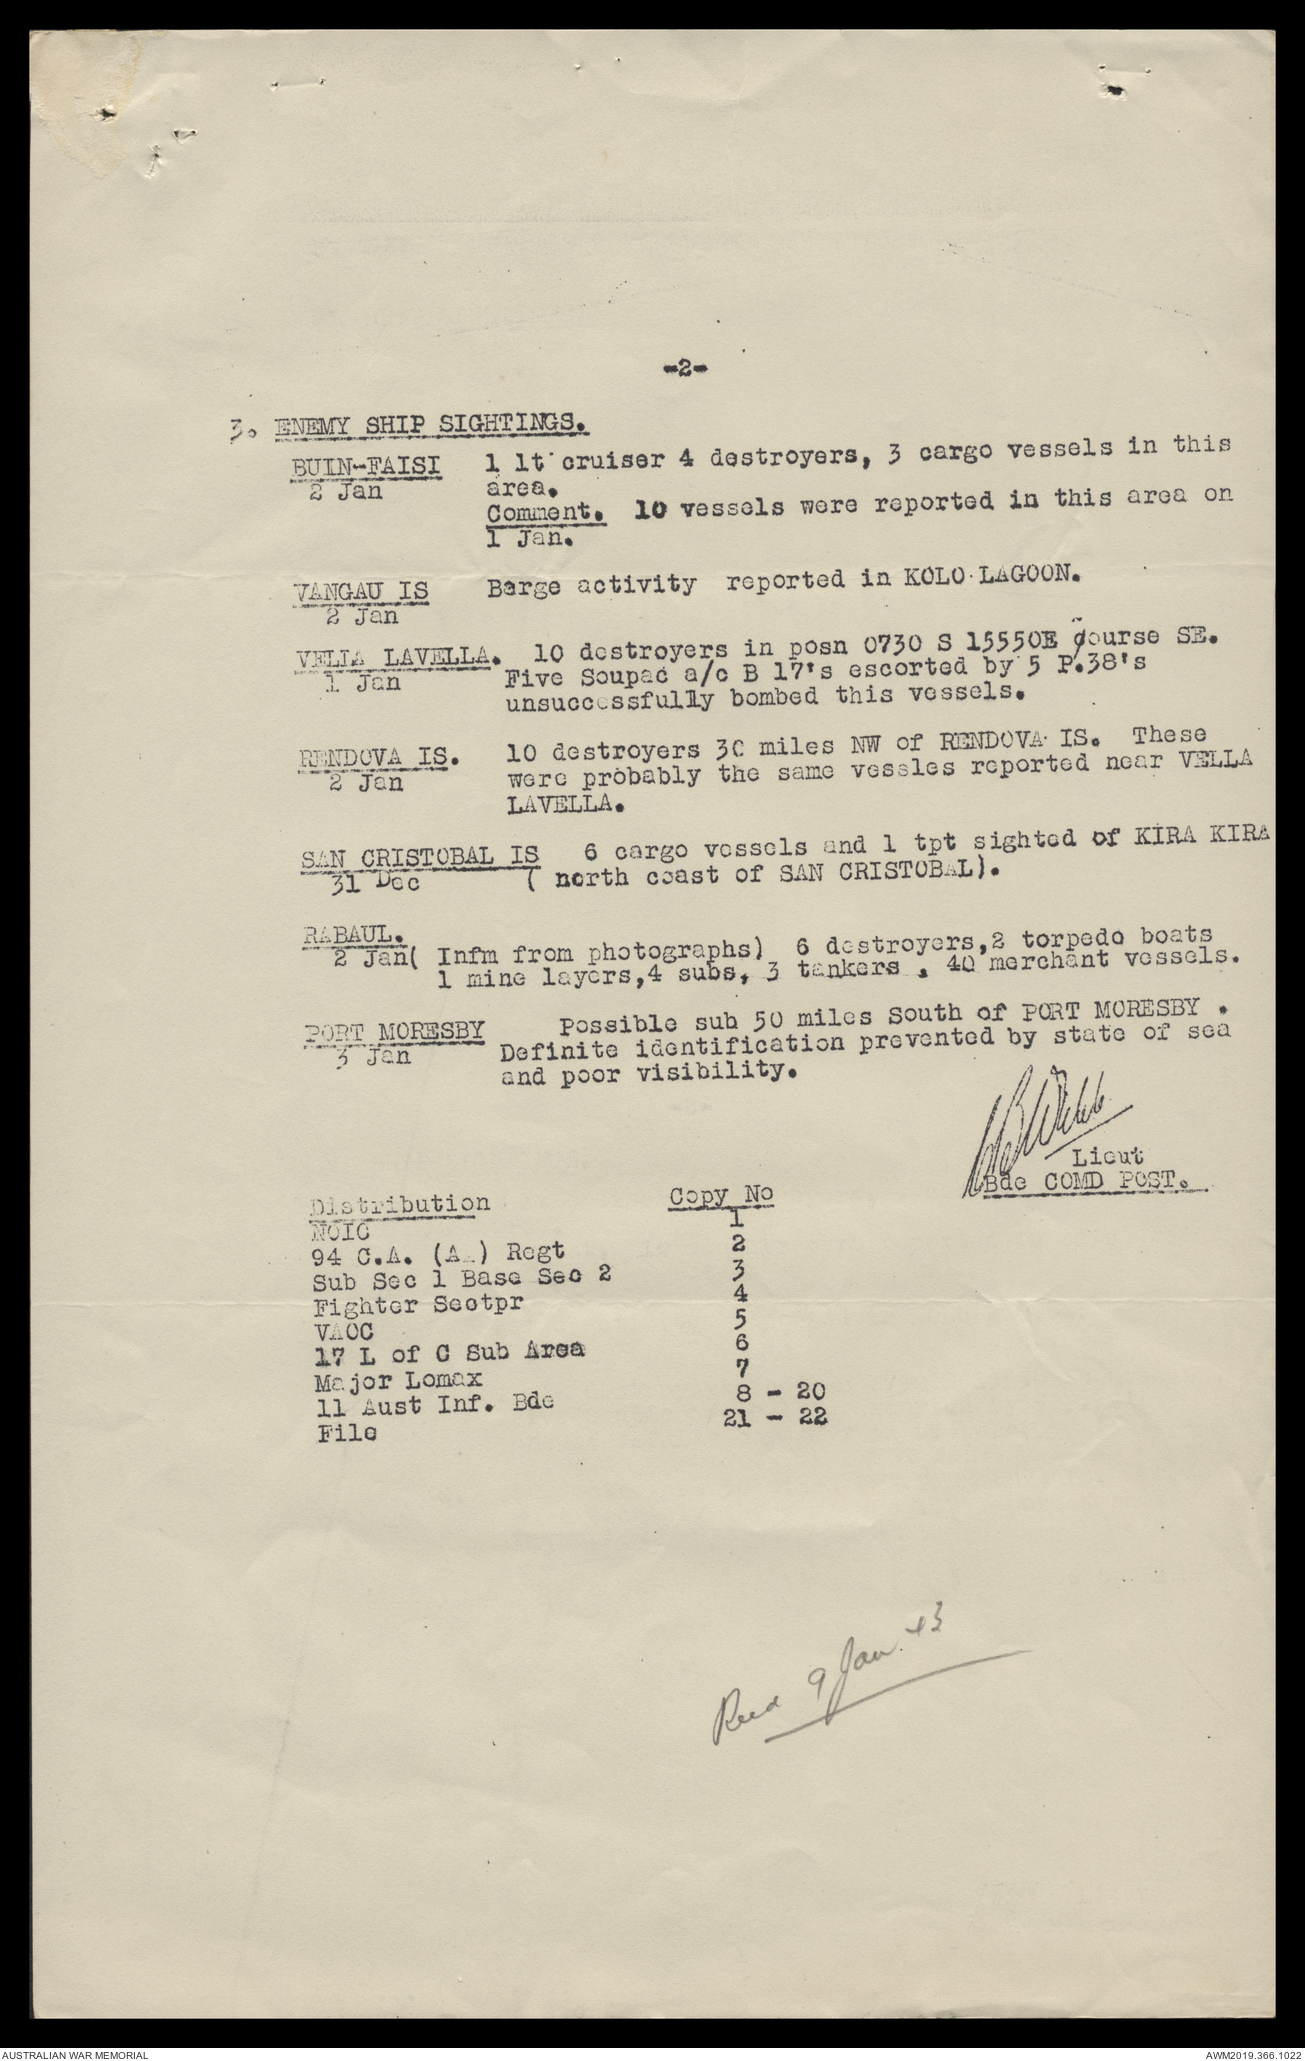 -2-
3. ENEMY SHIP SIGHTINGS.
BUIN-FAISI 1 lt cruiser 4 destroyers, 3 cargo vessels in this
2 Jan area.
Comment. 10 vessels were reported in this area on
1 Jan.
VANGAU IS Barge activity reported in KOLO LAGOON.
2 Jan
VELLA LAVELLA. 10 destroyers in posn 0730 S 15550E course SE.
1 Jan Five Soupac a/c B 17's escorted by 5 P.38's
unsuccessfully bombed this vessels.
RENDOVA IS. 10 destroyers 30 miles NW of RENDOVA IS. These
2 Jan were probably the same vessles reported near VELLA
LAVELLA.
SAN CRISTOBAL IS 6 cargo vessels and 1 tpt sighted of KIRA KIRA
31 Dec ( north coast of SAN CRISTOBAL).
RABAUL.
2 Jan( Infm from photographs) 6 destroyers,2 torpedo boats
1 mine layers,4 subs, 3 tankers , 40 merchant vessels.
PORT MORESBY Possible sub 50 miles South of PORT MORESBY .
3 Jan Definite identification prevented by state of sea
and poor visibility.
Webb
Lieut
Bde COMD POST.
Distribution Copy No
NOIC 1
94 C.A. (AA) Regt 2
Sub Sec 1 Base Sec 2 3
Fighter Sectpr 4
VAOC 5
17 L of C Sub Area 6
Major Lomax 7
11 Aust Inf. Bde 8 - 20
File 21 - 22
Recd 9 Jan 43
AUSTRALIAN WAR MEMORIAL AWM2019.366.1022